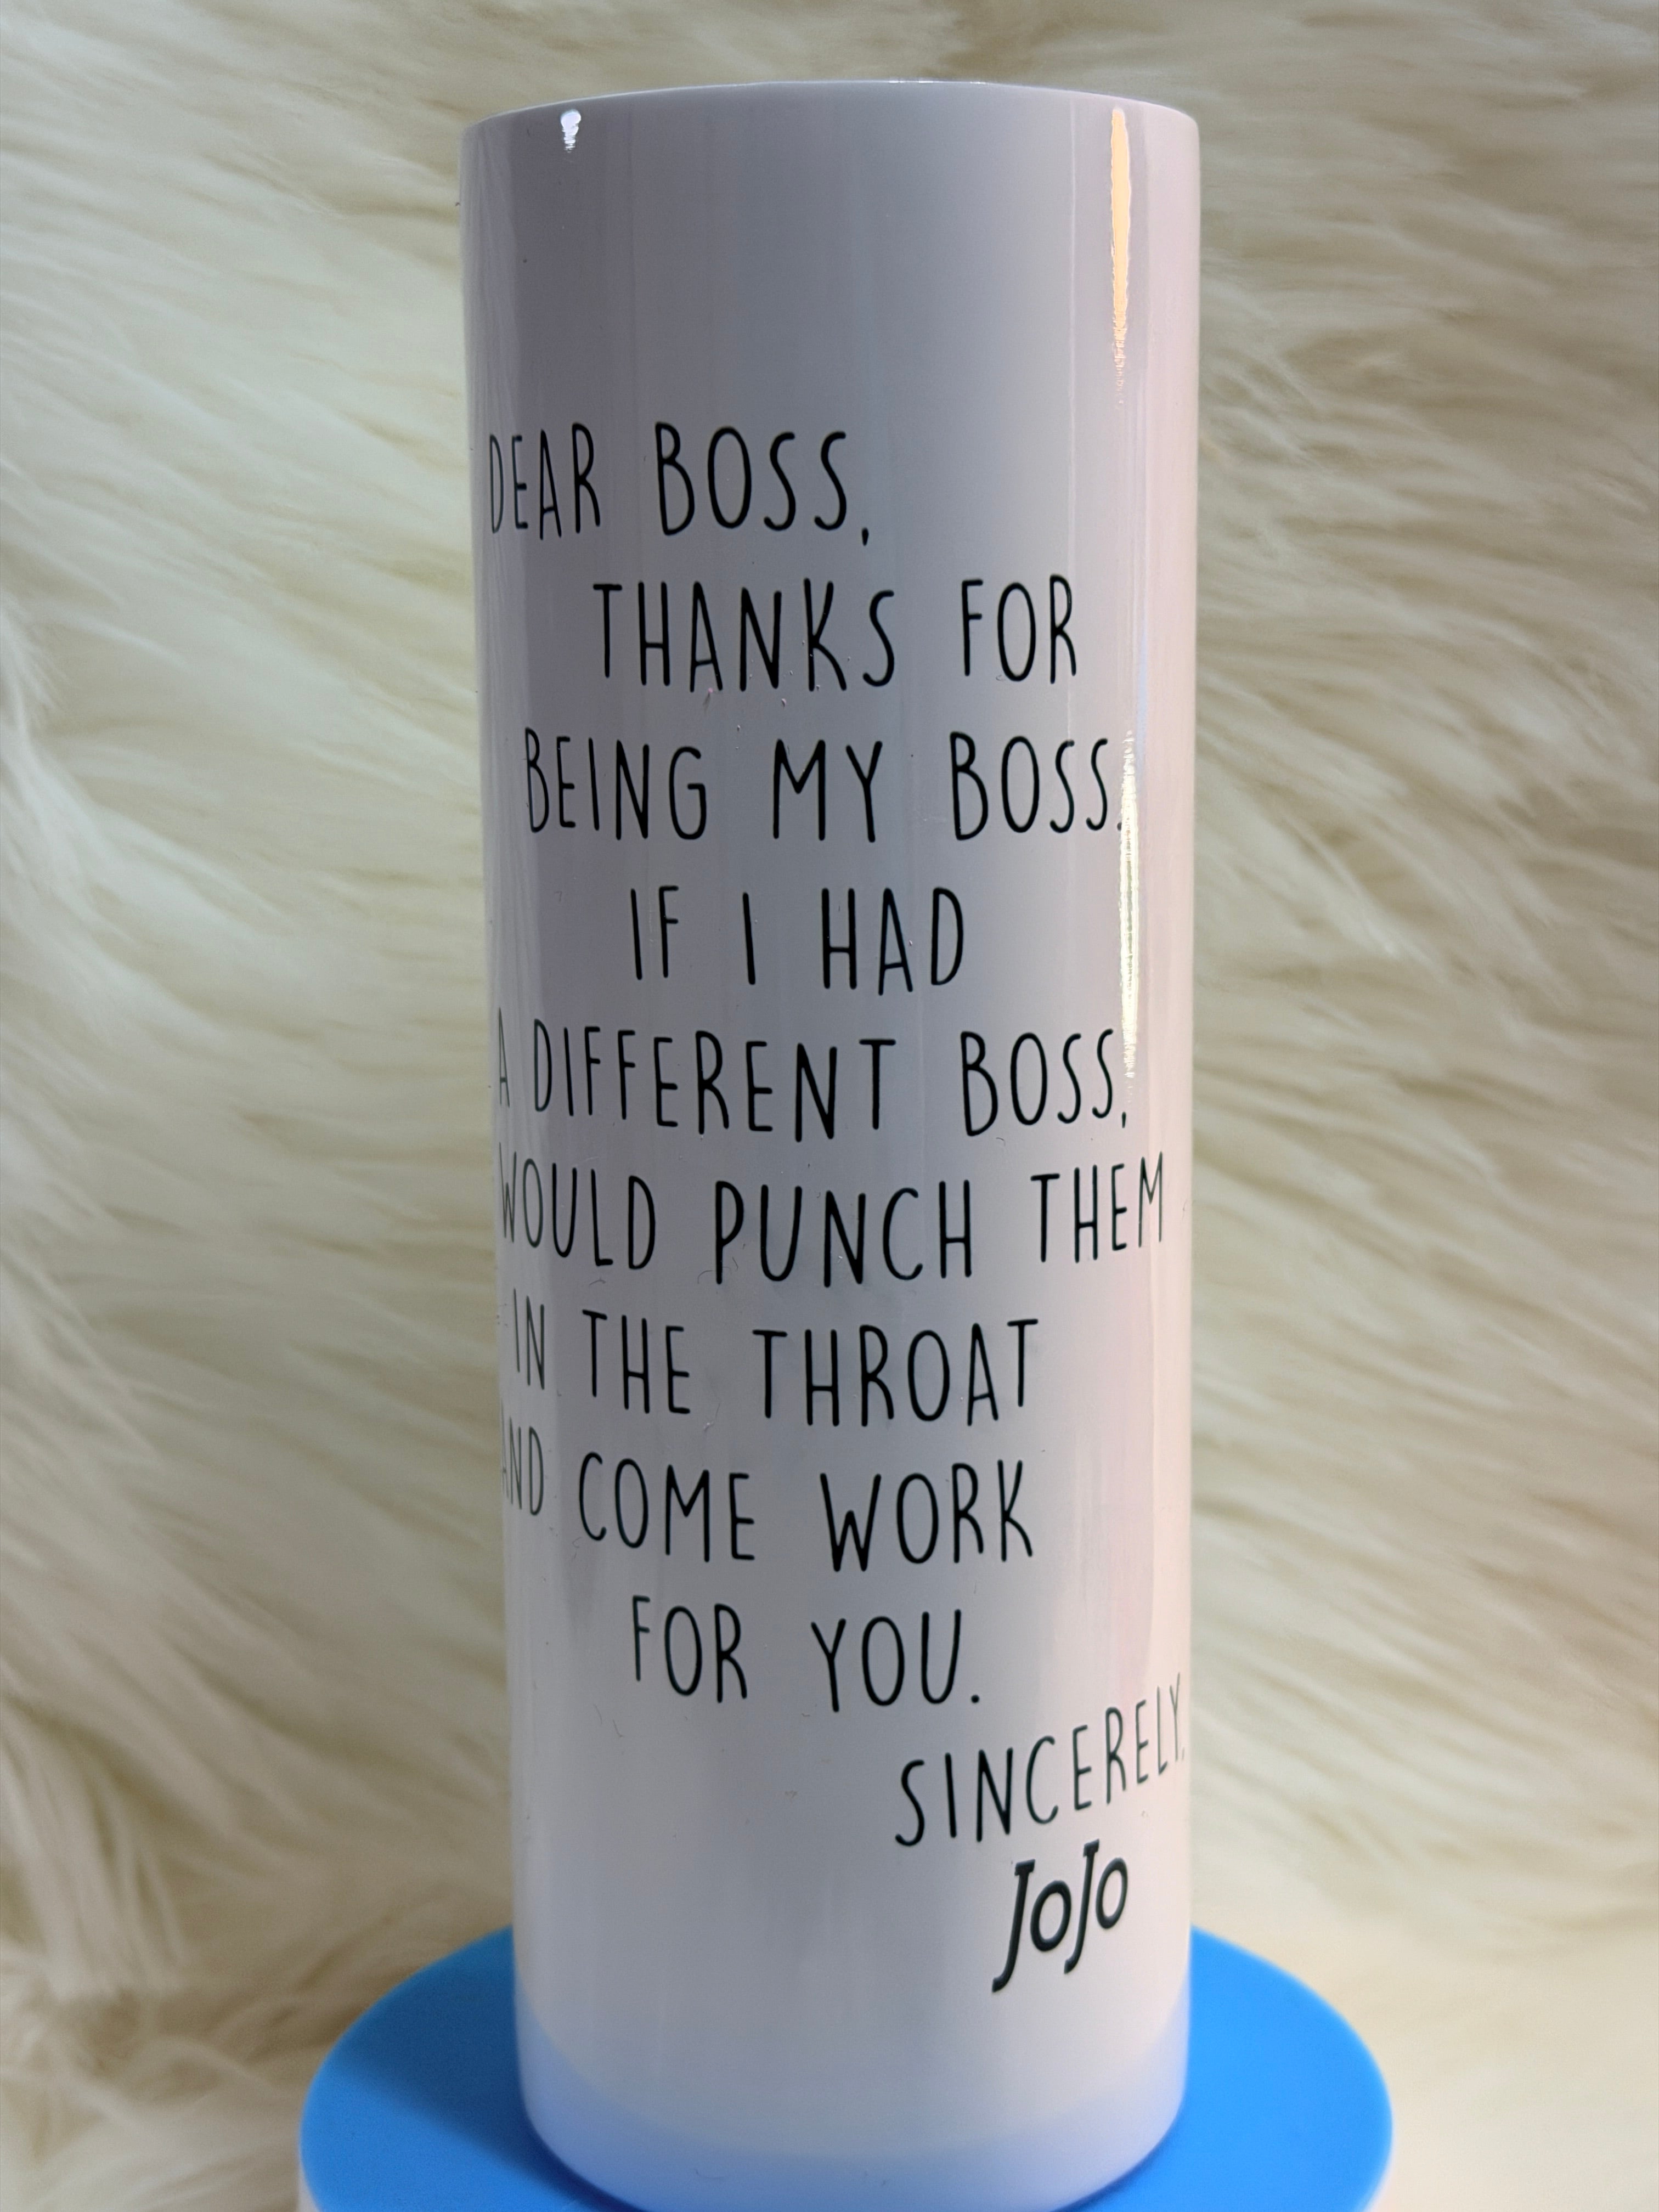 DEAR BOSS,
THANKS FOR
BEING MY BOSS.
IF I HAD
A DIFFERENT BOSS,
WOULD PUNCH THEM
IN THE THROAT
AND COME WORK
FOR YOU.
SINCERELY,
JoJo